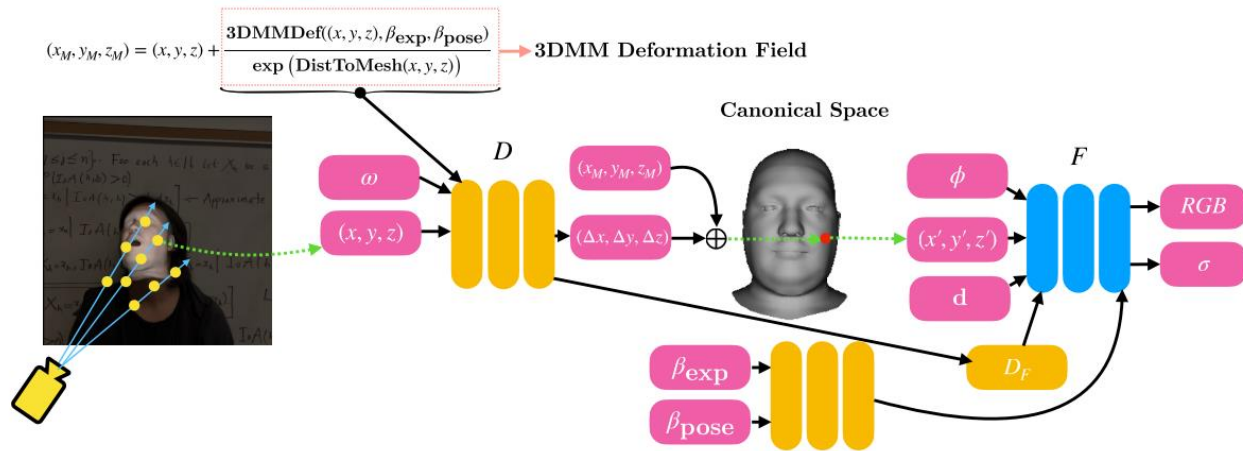 (x_M, y_M, z_M) = (x, y, z) + 3DMMDef((x, y, z), β_exp, β_pose) / exp (DistToMesh(x, y, z))
3DMM Deformation Field
Canonical Space
D
F
ω
(x, y, z)
(x_M, y_M, z_M)
(Δx, Δy, Δz)
⊕
ϕ
(x′, y′, z′)
d
RGB
σ
D_F
β_exp
β_pose